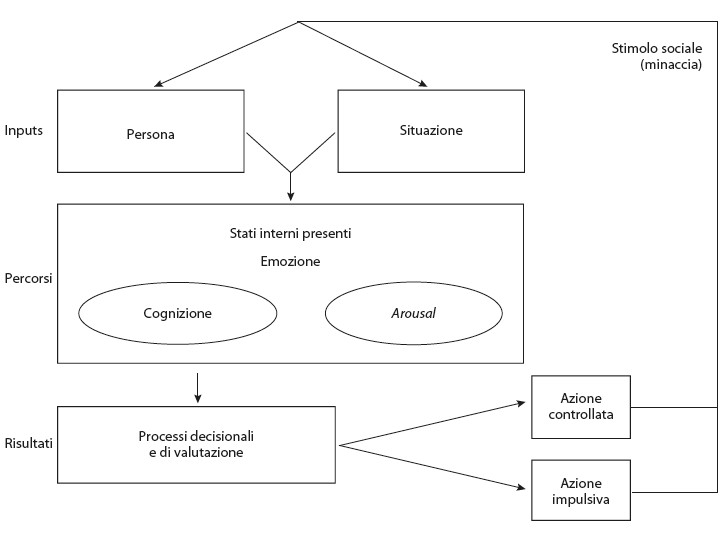 Stimolo sociale
(minaccia)
Inputs
Persona
Situazione
Stati interni presenti
Emozione
Percorsi
Cognizione
Arousal
Azione
controllata
Risultati
Processi decisionali
e di valutazione
Azione
impulsiva